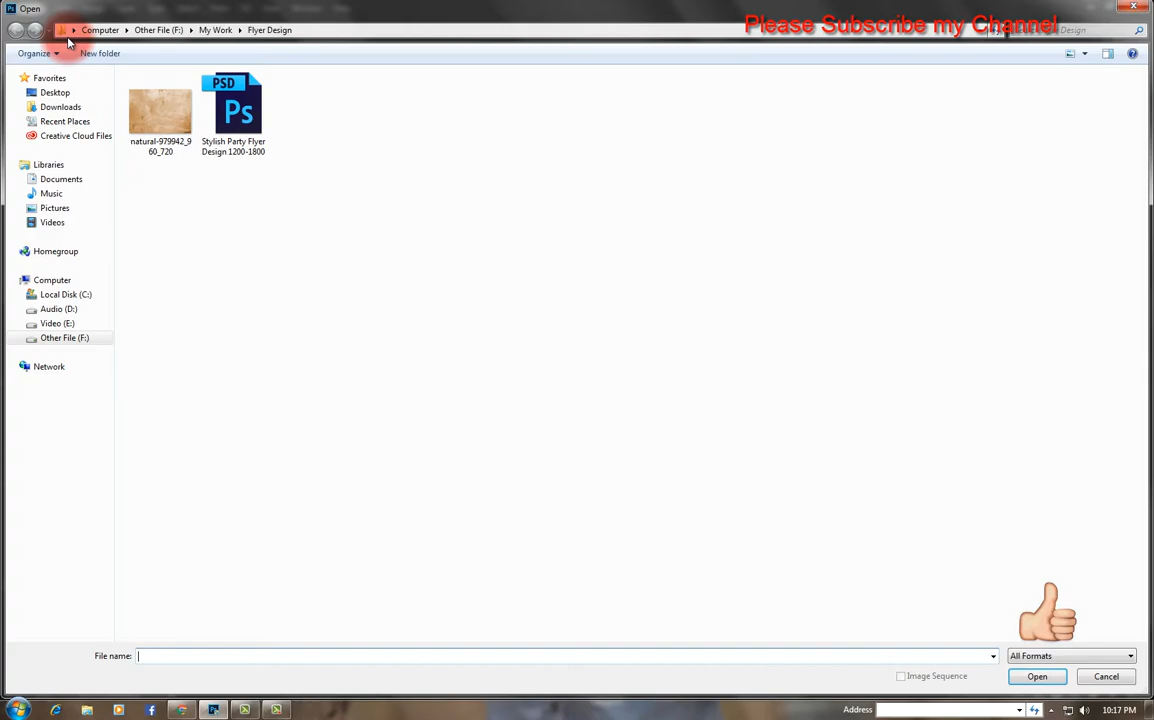 Open
Computer Other File (F:) My Work Flyer Design
Please Subscribe my Channel
Design
Organize New folder
Favorites
Desktop
Downloads
Recent Places
Creative Cloud Files
Libraries
Documents
Music
Pictures
Videos
Homegroup
Computer
Local Disk (C:)
Audio (D:)
Video (E:)
Other File (F:)
Network
natural-979942_9
60_720
PSD
Ps
Stylish Party Flyer
Design 1200-1800
File name:
All Formats
Image Sequence
Open
Cancel
Address
10:17 PM